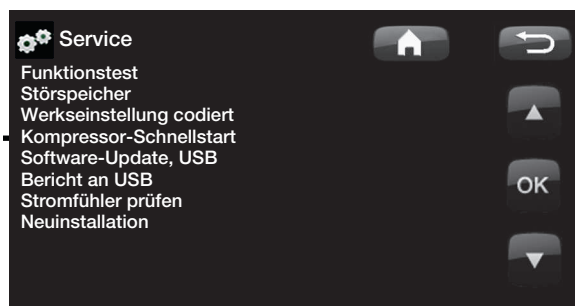 Service
Funktionstest
Störspeicher
Werkseinstellung codiert
Kompressor-Schnellstart
Software-Update, USB
Bericht an USB
Stromfühler prüfen
Neuinstallation
OK